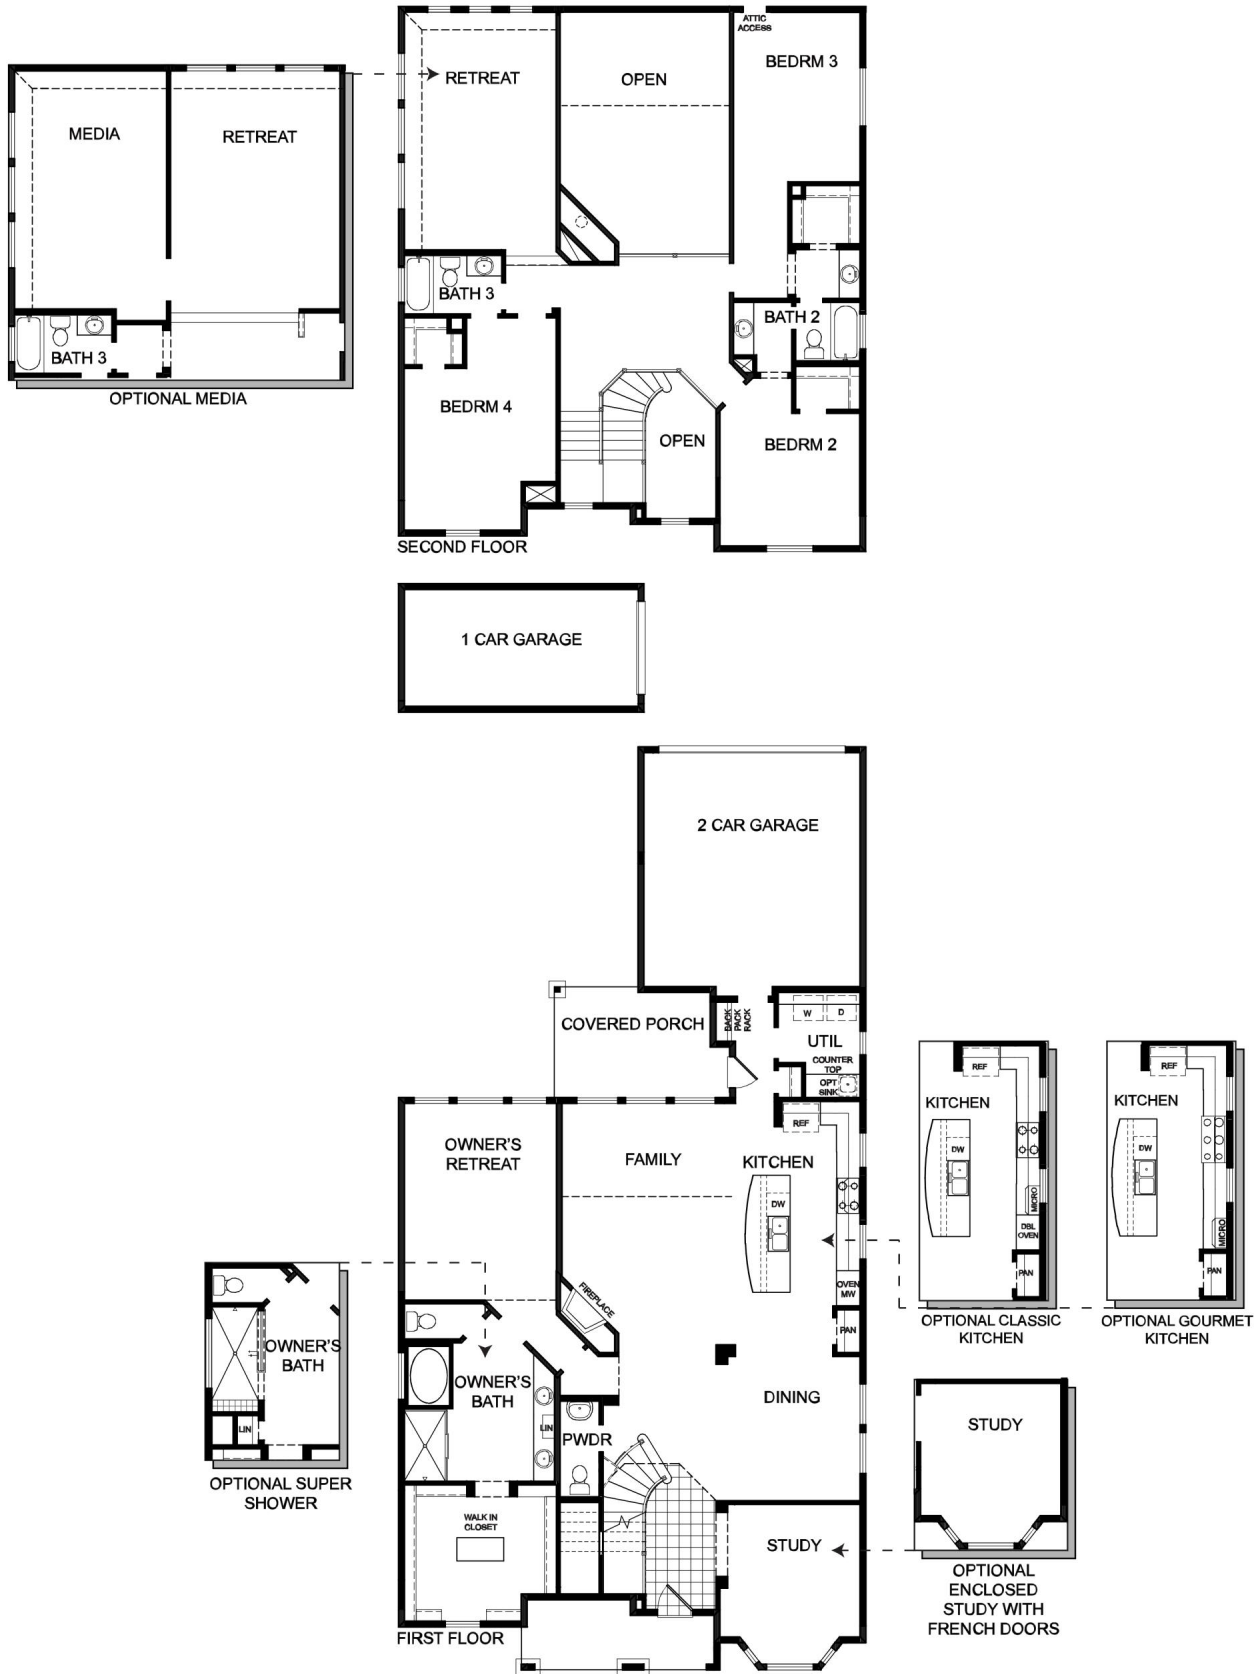 ATTIC
ACCESS
BEDRM 3
RETREAT
OPEN
MEDIA
RETREAT
BATH 3
BATH 2
BATH 3
OPTIONAL MEDIA
BEDRM 4
OPEN
BEDRM 2
SECOND FLOOR
1 CAR GARAGE
2 CAR GARAGE
COVERED PORCH
BACK
PACK
RACK
W
D
UTIL
COUNTER
TOP
OPT
SINK
REF
OWNER'S
RETREAT
FAMILY
KITCHEN
DW
OVEN
MW
PAN
FIREPLACE
REF
KITCHEN
DW
MICRO
DBL
OVEN
PAN
OPTIONAL CLASSIC
KITCHEN
REF
KITCHEN
DW
MICRO
PAN
OPTIONAL GOURMET
KITCHEN
OWNER'S
BATH
LIN
OPTIONAL SUPER
SHOWER
OWNER'S
BATH
LIN
PWDR
DINING
WALK IN
CLOSET
STUDY
STUDY
OPTIONAL
ENCLOSED
STUDY WITH
FRENCH DOORS
FIRST FLOOR